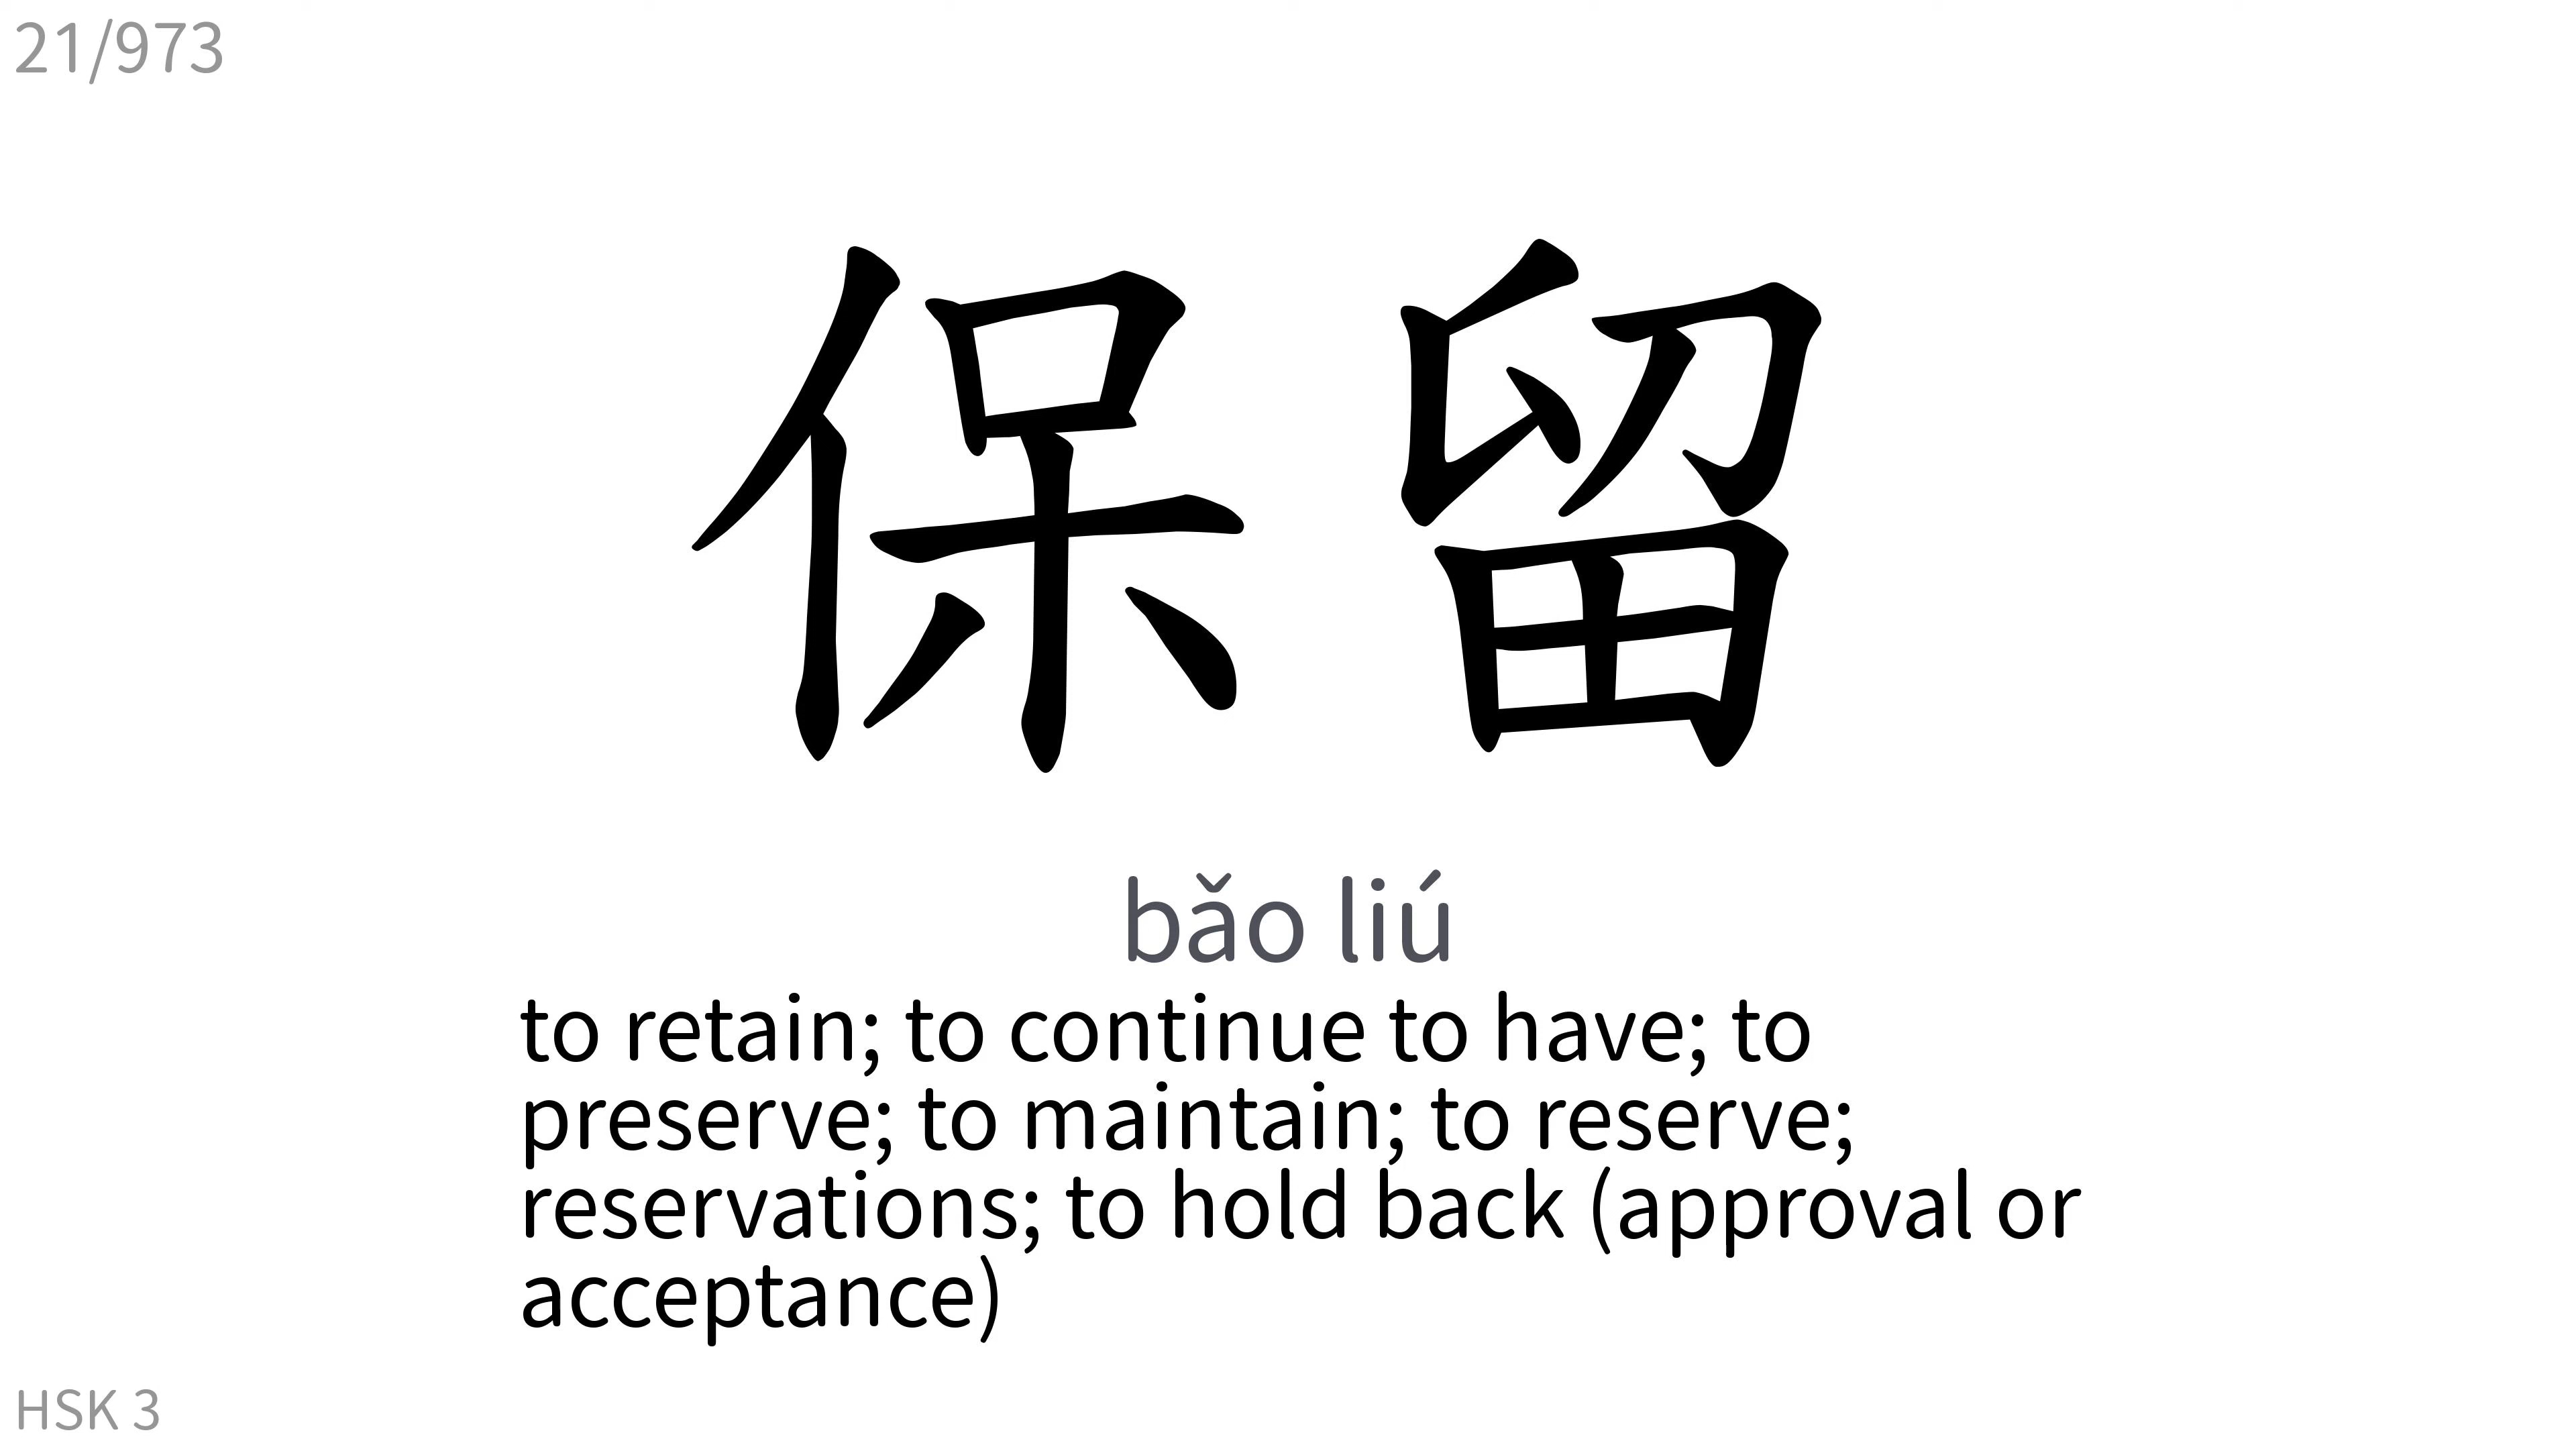 21/973
保留
bǎo liú
to retain; to continue to have; to
preserve; to maintain; to reserve;
reservations; to hold back (approval or
acceptance)
HSK 3